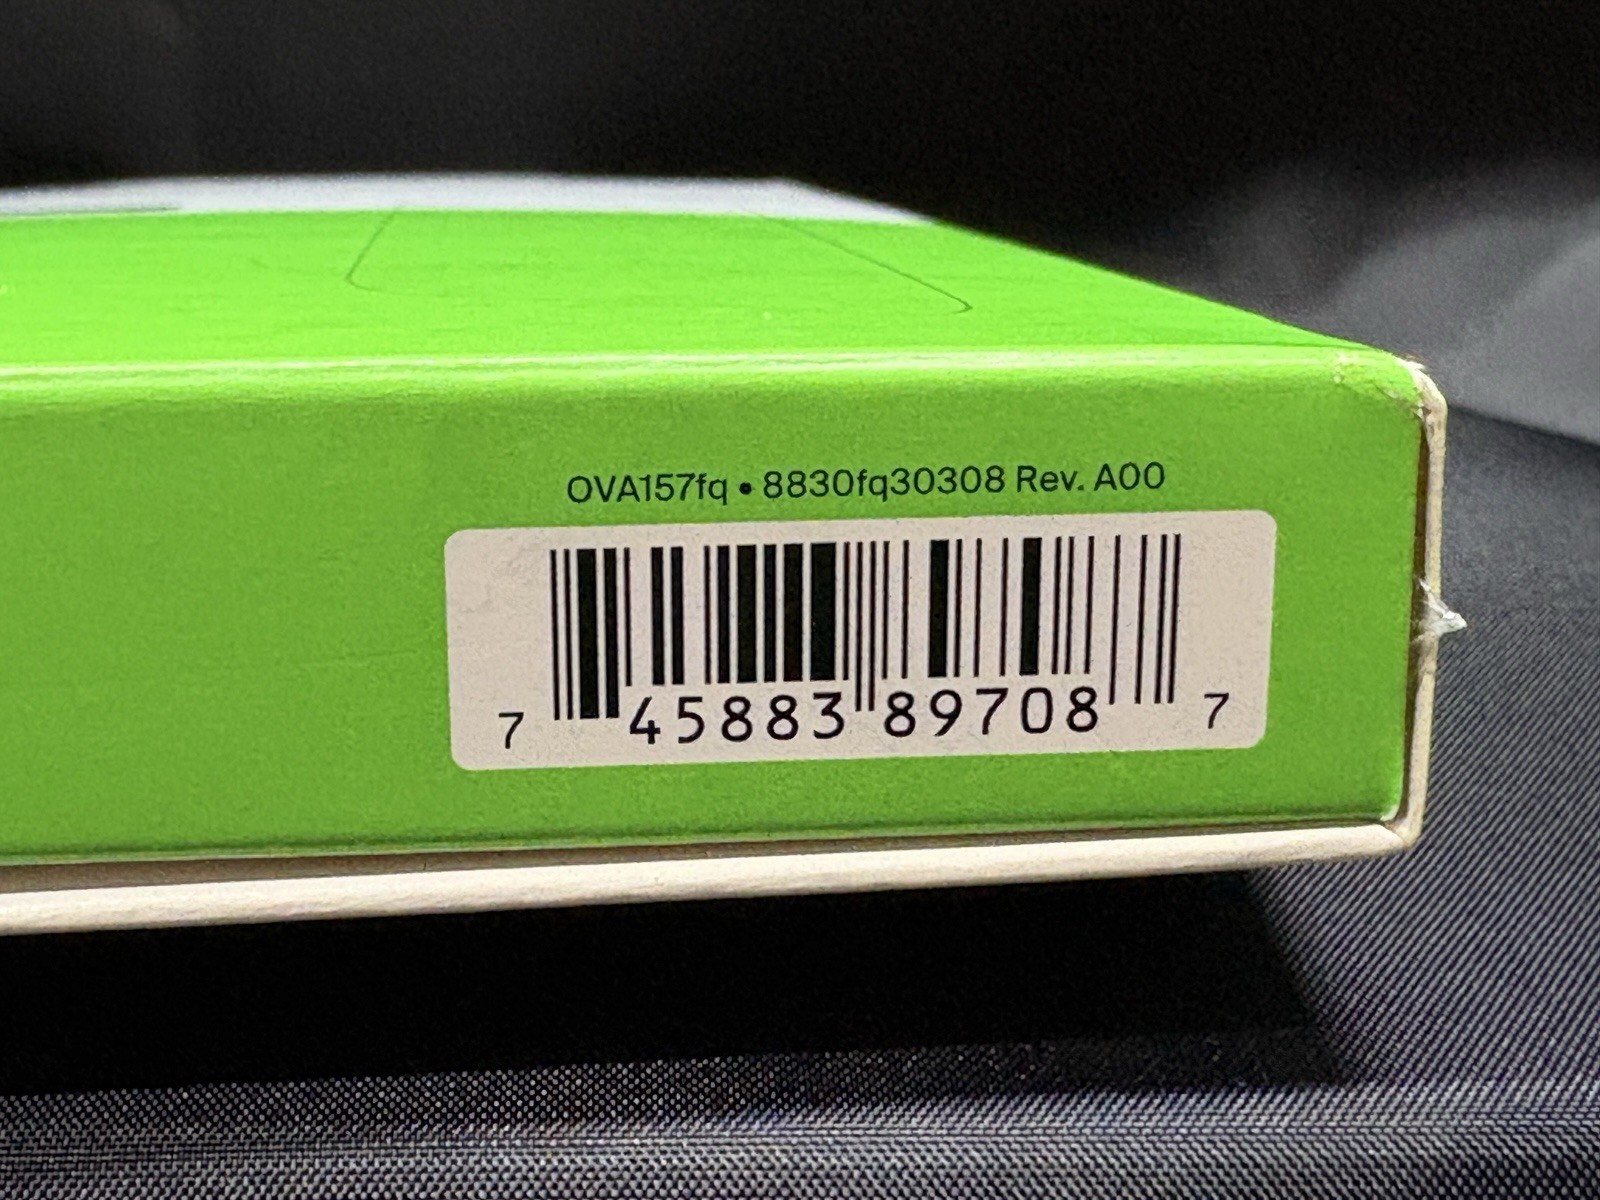 OVA157fq • 8830fq30308 Rev. A00
7 45883 89708 7